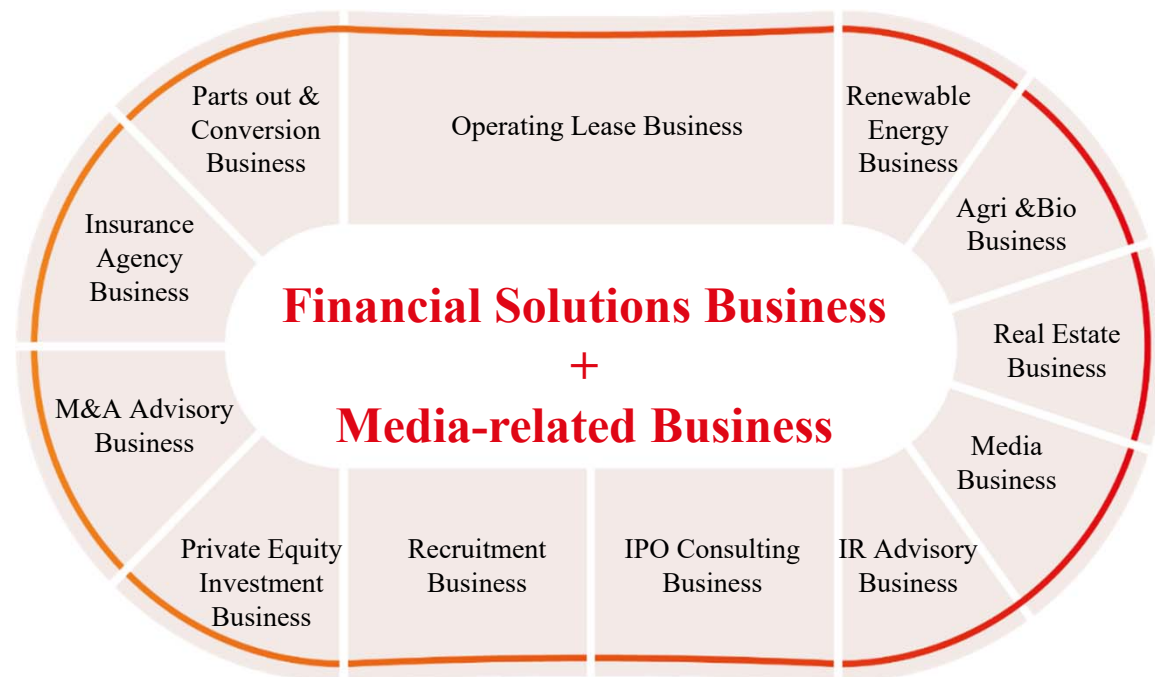 Parts out &
Conversion
Business
Operating Lease Business
Renewable
Energy
Business
Insurance
Agency
Business
Agri &Bio
Business
Financial Solutions Business
+
Media-related Business
Real Estate
Business
M&A Advisory
Business
Media
Business
Private Equity
Investment
Business
Recruitment
Business
IPO Consulting
Business
IR Advisory
Business